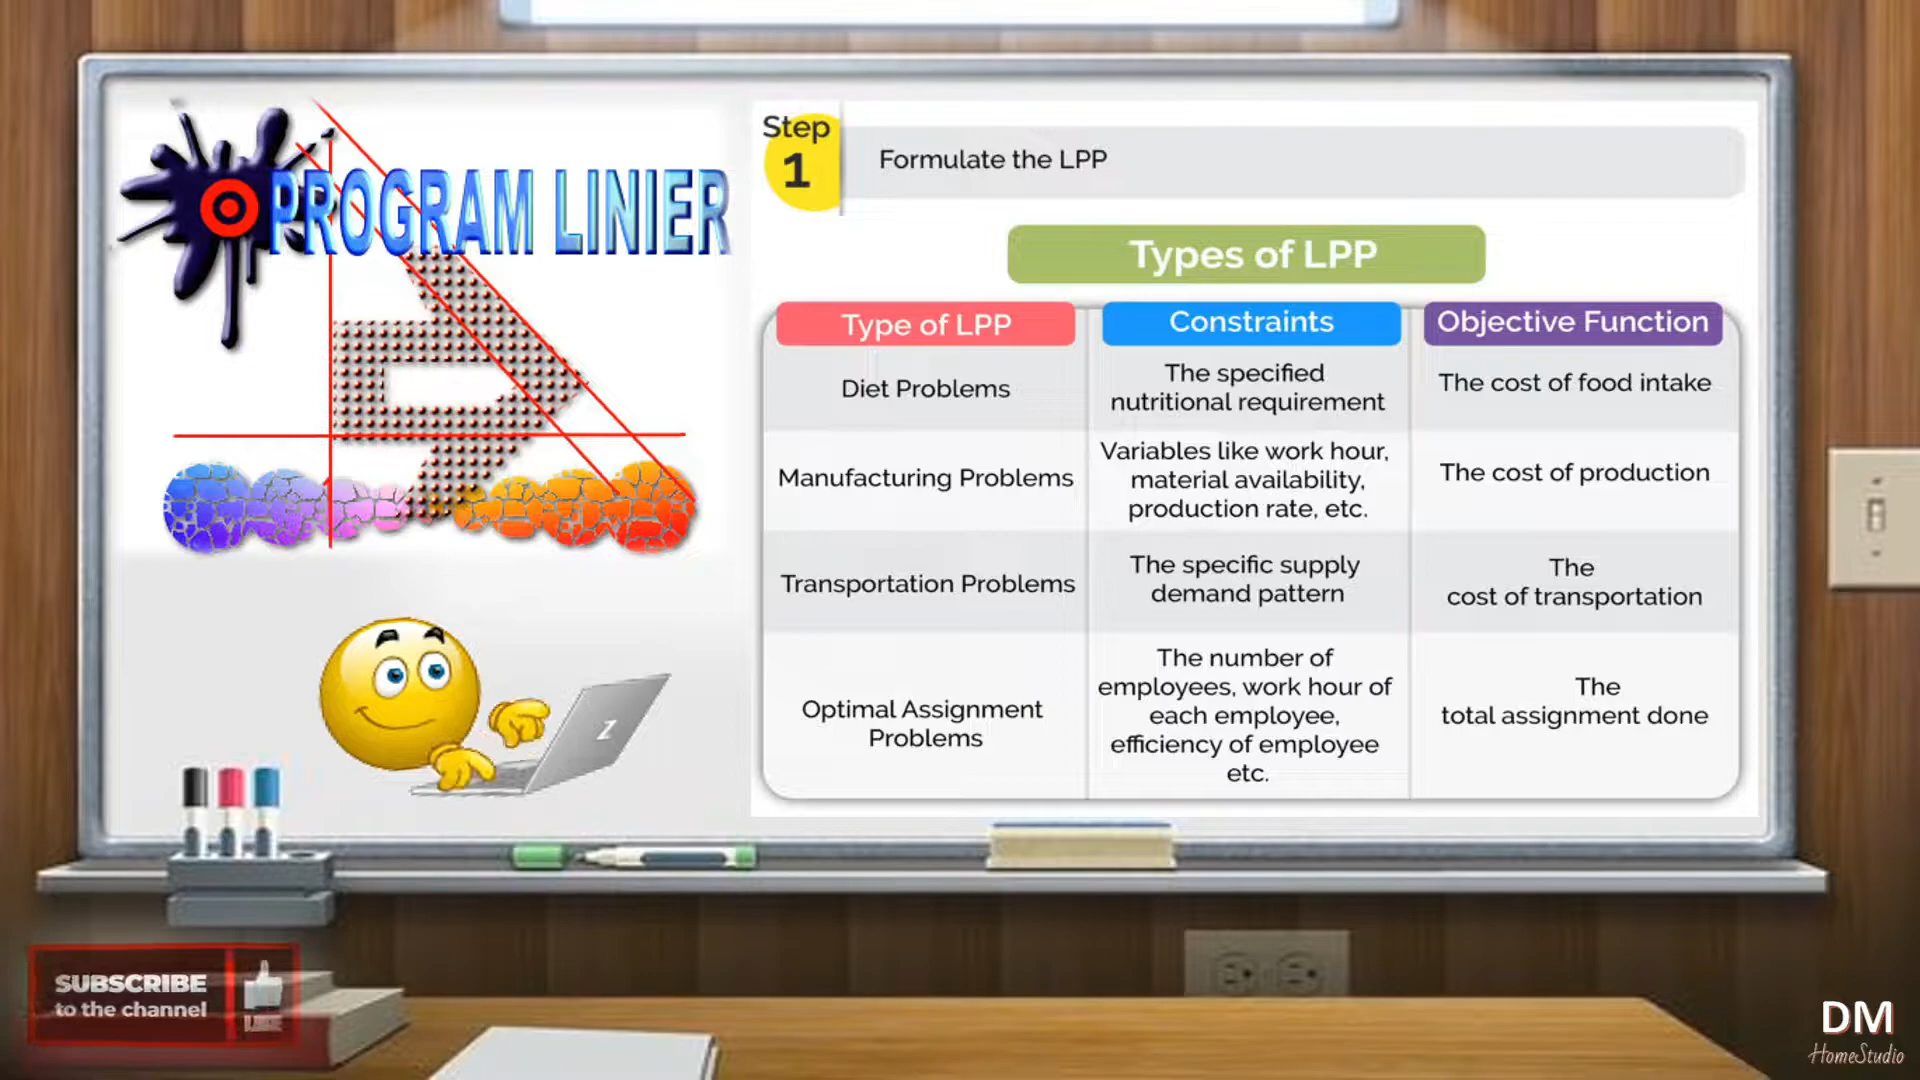 PROGRAM LINIER
Step
1
Formulate the LPP
Types of LPP
Type of LPP
Constraints
Objective Function
Diet Problems
The specified
nutritional requirement
The cost of food intake
Manufacturing Problems
Variables like work hour,
material availability,
production rate, etc.
The cost of production
Transportation Problems
The specific supply
demand pattern
The
cost of transportation
Optimal Assignment
Problems
The number of
employees, work hour of
each employee,
efficiency of employee
etc.
The
total assignment done
SUBSCRIBE
to the channel
LIKE
DM
HomeStudio